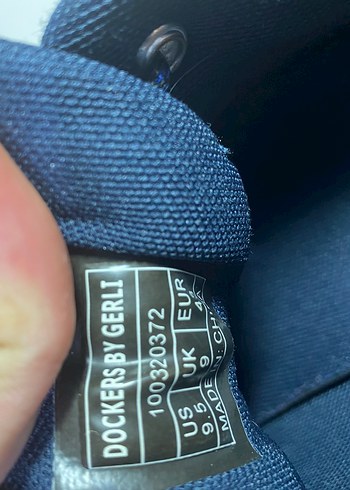 DOCKERS BY GERLI
100320372
US UK EUR
9.5 9
MADE IN: